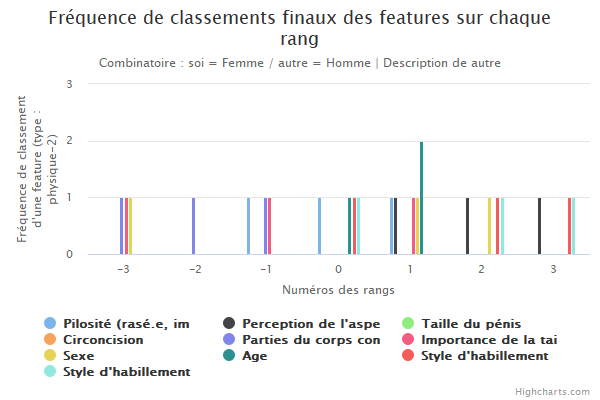 Fréquence de classements finaux des features sur chaque
rang
Combinatoire : soi = Femme / autre = Homme | Description de autre
Fréquence de classement
d'une feature (type :
physique-2)
3
2
1
0
-3
-2
-1
0
1
2
3
Numéros des rangs
Pilosité (rasé.e, im
Perception de l'aspe
Taille du pénis
Circoncision
Parties du corps con
Importance de la tai
Sexe
Age
Style d'habillement
Style d'habillement
Highcharts.com